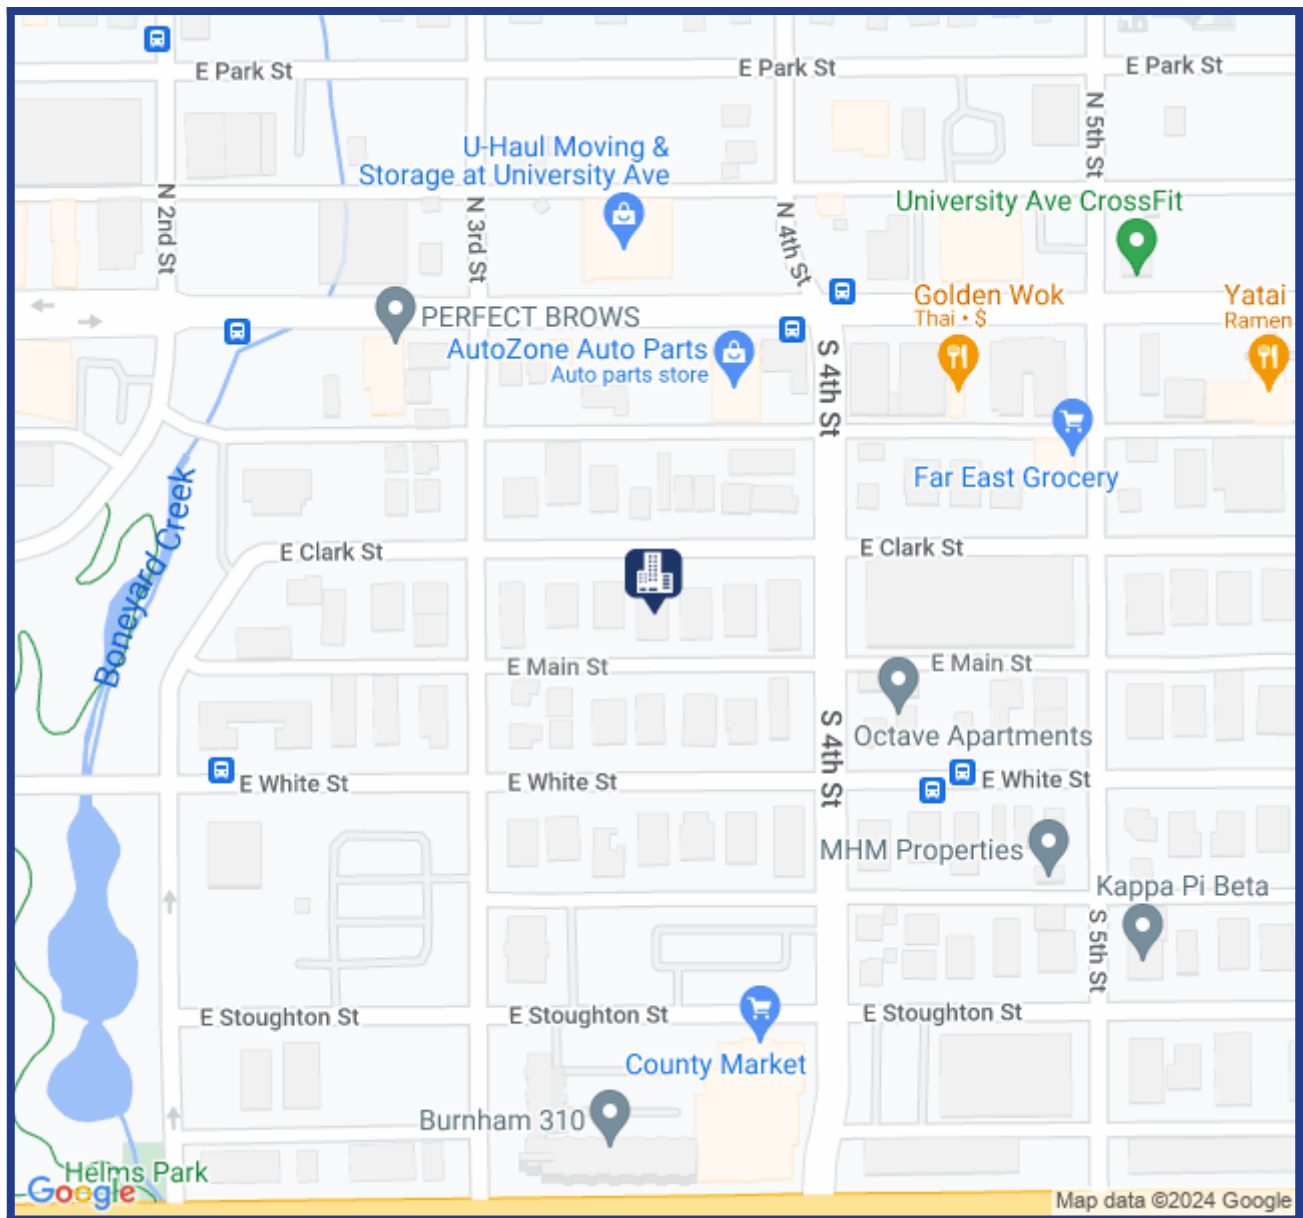 E Park St
E Park St
E Park St
N 5th St
U-Haul Moving &
Storage at University Ave
N 2nd St
N 3rd St
N 4th St
University Ave CrossFit
Golden Wok
Thai • $
Yatai
Ramen
PERFECT BROWS
AutoZone Auto Parts
Auto parts store
S 4th St
Far East Grocery
Boneyard Creek
E Clark St
E Clark St
E Main St
E Main St
Octave Apartments
S 4th St
E White St
E White St
E White St
MHM Properties
Kappa Pi Beta
S 5th St
E Stoughton St
E Stoughton St
E Stoughton St
County Market
Burnham 310
Helms Park
Google
Map data ©2024 Google